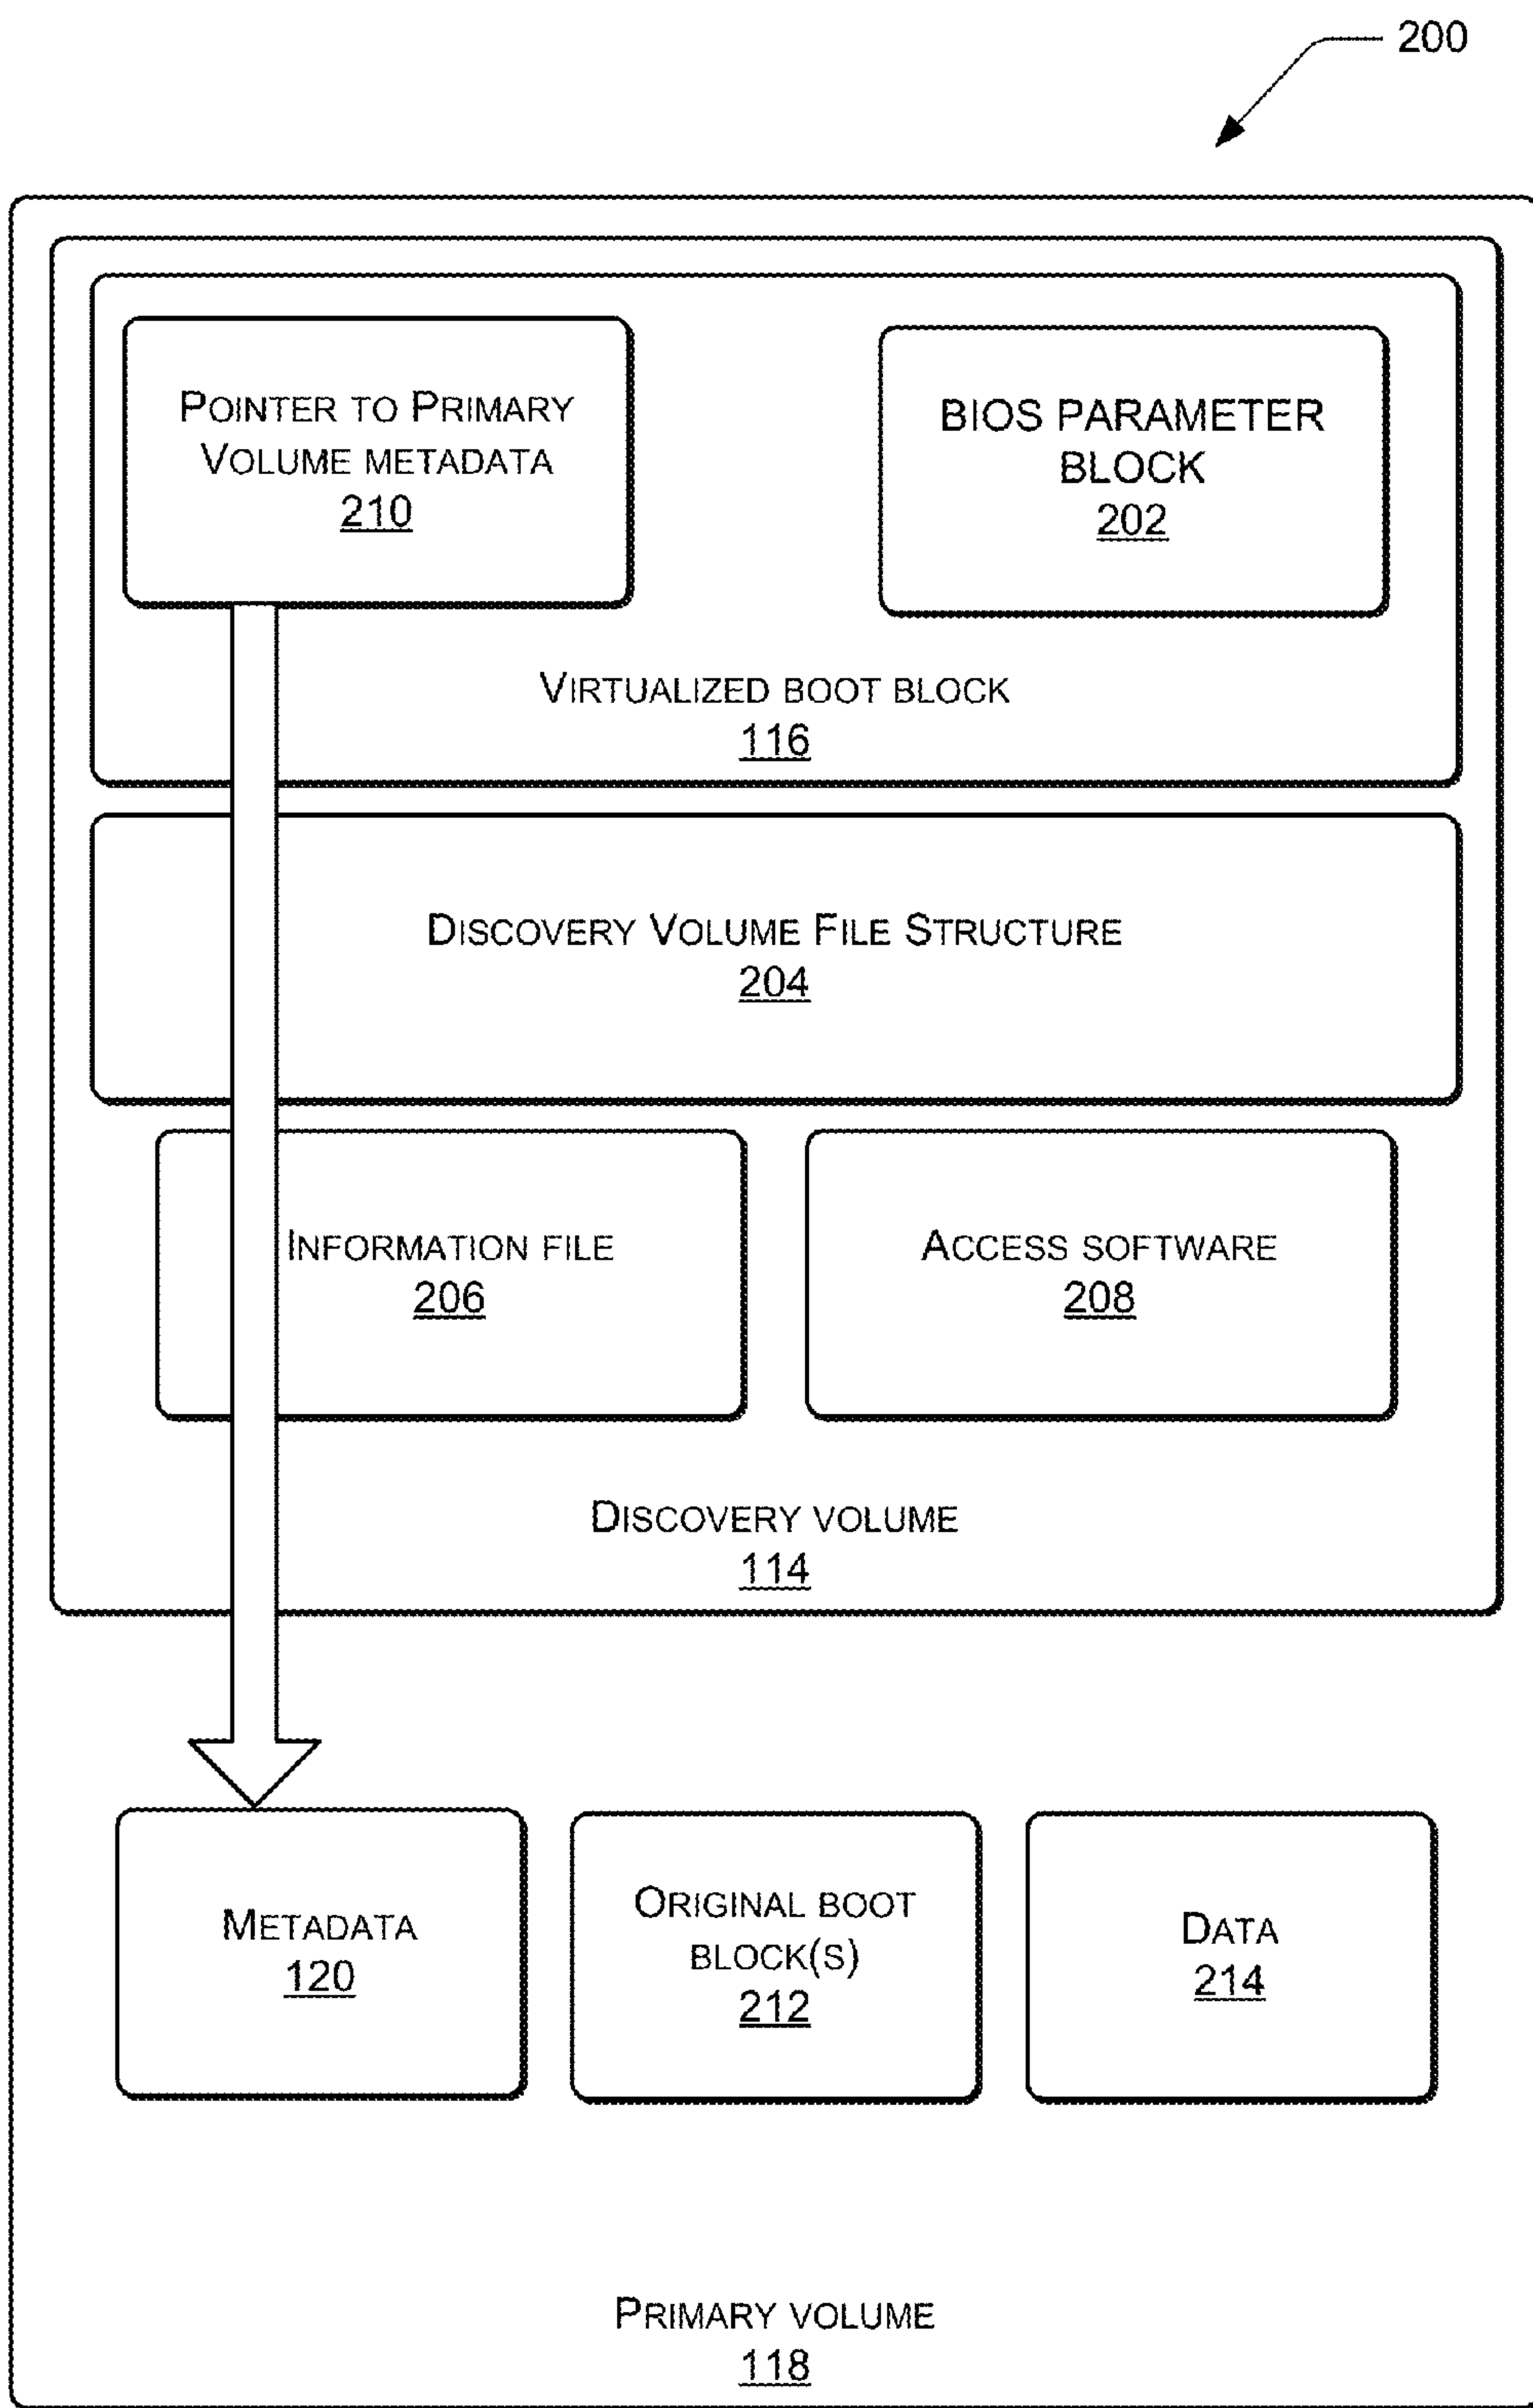 200
POINTER TO PRIMARY
VOLUME METADATA
210
BIOS PARAMETER
BLOCK
202
VIRTUALIZED BOOT BLOCK
116
DISCOVERY VOLUME FILE STRUCTURE
204
INFORMATION FILE
206
ACCESS SOFTWARE
208
DISCOVERY VOLUME
114
METADATA
120
ORIGINAL BOOT
BLOCK(S)
212
DATA
214
PRIMARY VOLUME
118